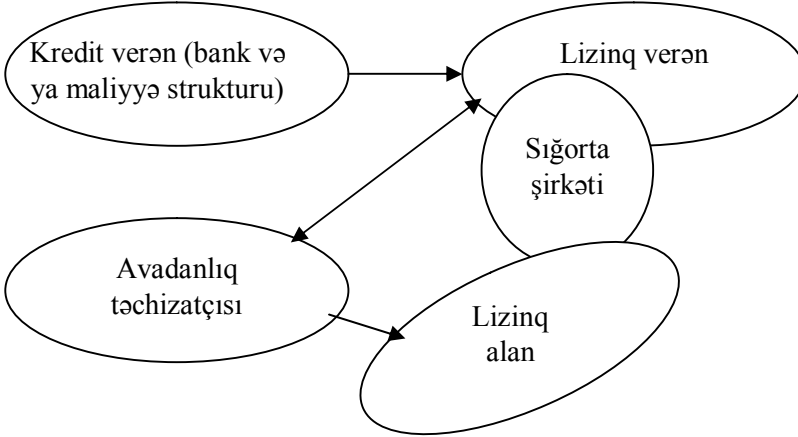 Kredit verən (bank və
ya maliyyə strukturu)
Lizinq verən
Sığorta
şirkəti
Avadanlıq
təchizatçısı
Lizinq
alan